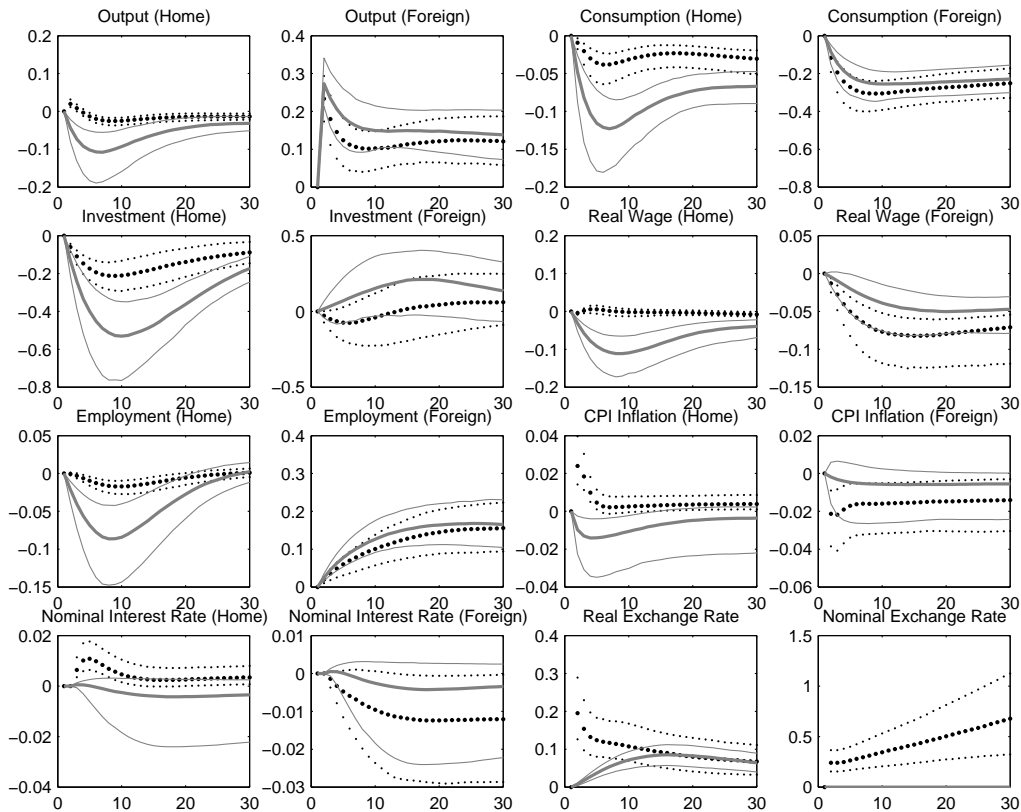 Output (Home)
Output (Foreign)
Consumption (Home)
Consumption (Foreign)
0.2
0.1
0
−0.1
−0.2
0 10 20 30
0.4
0.3
0.2
0.1
0
0 10 20 30
0
−0.05
−0.1
−0.15
−0.2
0 10 20 30
0
−0.2
−0.4
−0.6
−0.8
0 10 20 30
Investment (Home)
Investment (Foreign)
Real Wage (Home)
Real Wage (Foreign)
0
−0.2
−0.4
−0.6
−0.8
0 10 20 30
0.5
0
−0.5
0 10 20 30
0.2
0.1
0
−0.1
−0.2
0 10 20 30
0.05
0
−0.05
−0.1
−0.15
0 10 20 30
Employment (Home)
Employment (Foreign)
CPI Inflation (Home)
CPI Inflation (Foreign)
0.05
0
−0.05
−0.1
−0.15
0 10 20 30
0.4
0.3
0.2
0.1
0
0 10 20 30
0.04
0.02
0
−0.02
−0.04
0 10 20 30
0.02
0
−0.02
−0.04
−0.06
0 10 20 30
Nominal Interest Rate (Home)
Nominal Interest Rate (Foreign)
Real Exchange Rate
Nominal Exchange Rate
0.02
0
−0.02
−0.04
0 10 20 30
0.01
0
−0.01
−0.02
−0.03
0 10 20 30
0.4
0.3
0.2
0.1
0
0 10 20 30
1.5
1
0.5
0
0 10 20 30